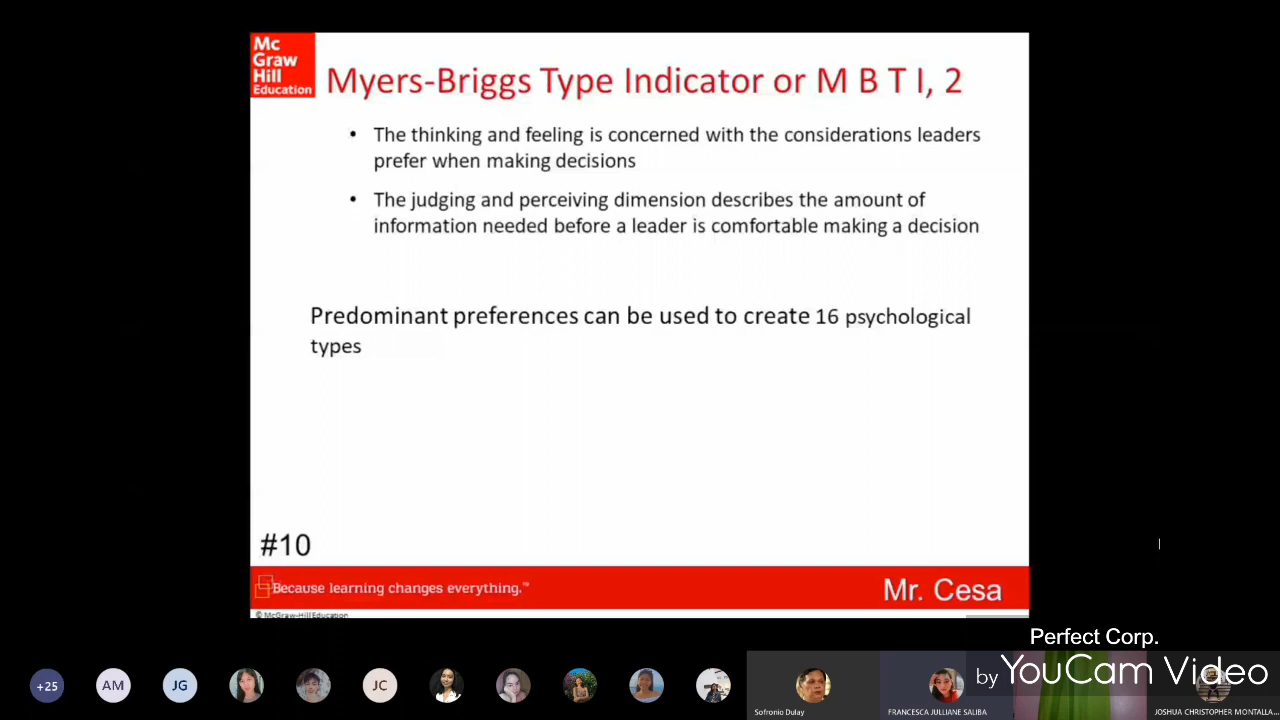 Mc
Graw
Hill
Education
Myers-Briggs Type Indicator or M B T I, 2
• The thinking and feeling is concerned with the considerations leaders
prefer when making decisions
• The judging and perceiving dimension describes the amount of
information needed before a leader is comfortable making a decision
Predominant preferences can be used to create 16 psychological
types
#10
Because learning changes everything.™
Mr. Cesa
© McGraw-Hill Education
Perfect Corp.
by YouCam Video
+25
AM
JG
JC
Sofronio Dulay
FRANCESCA JULLIANE SALIBA
JOSHUA CHRISTOPHER MONTALLA...